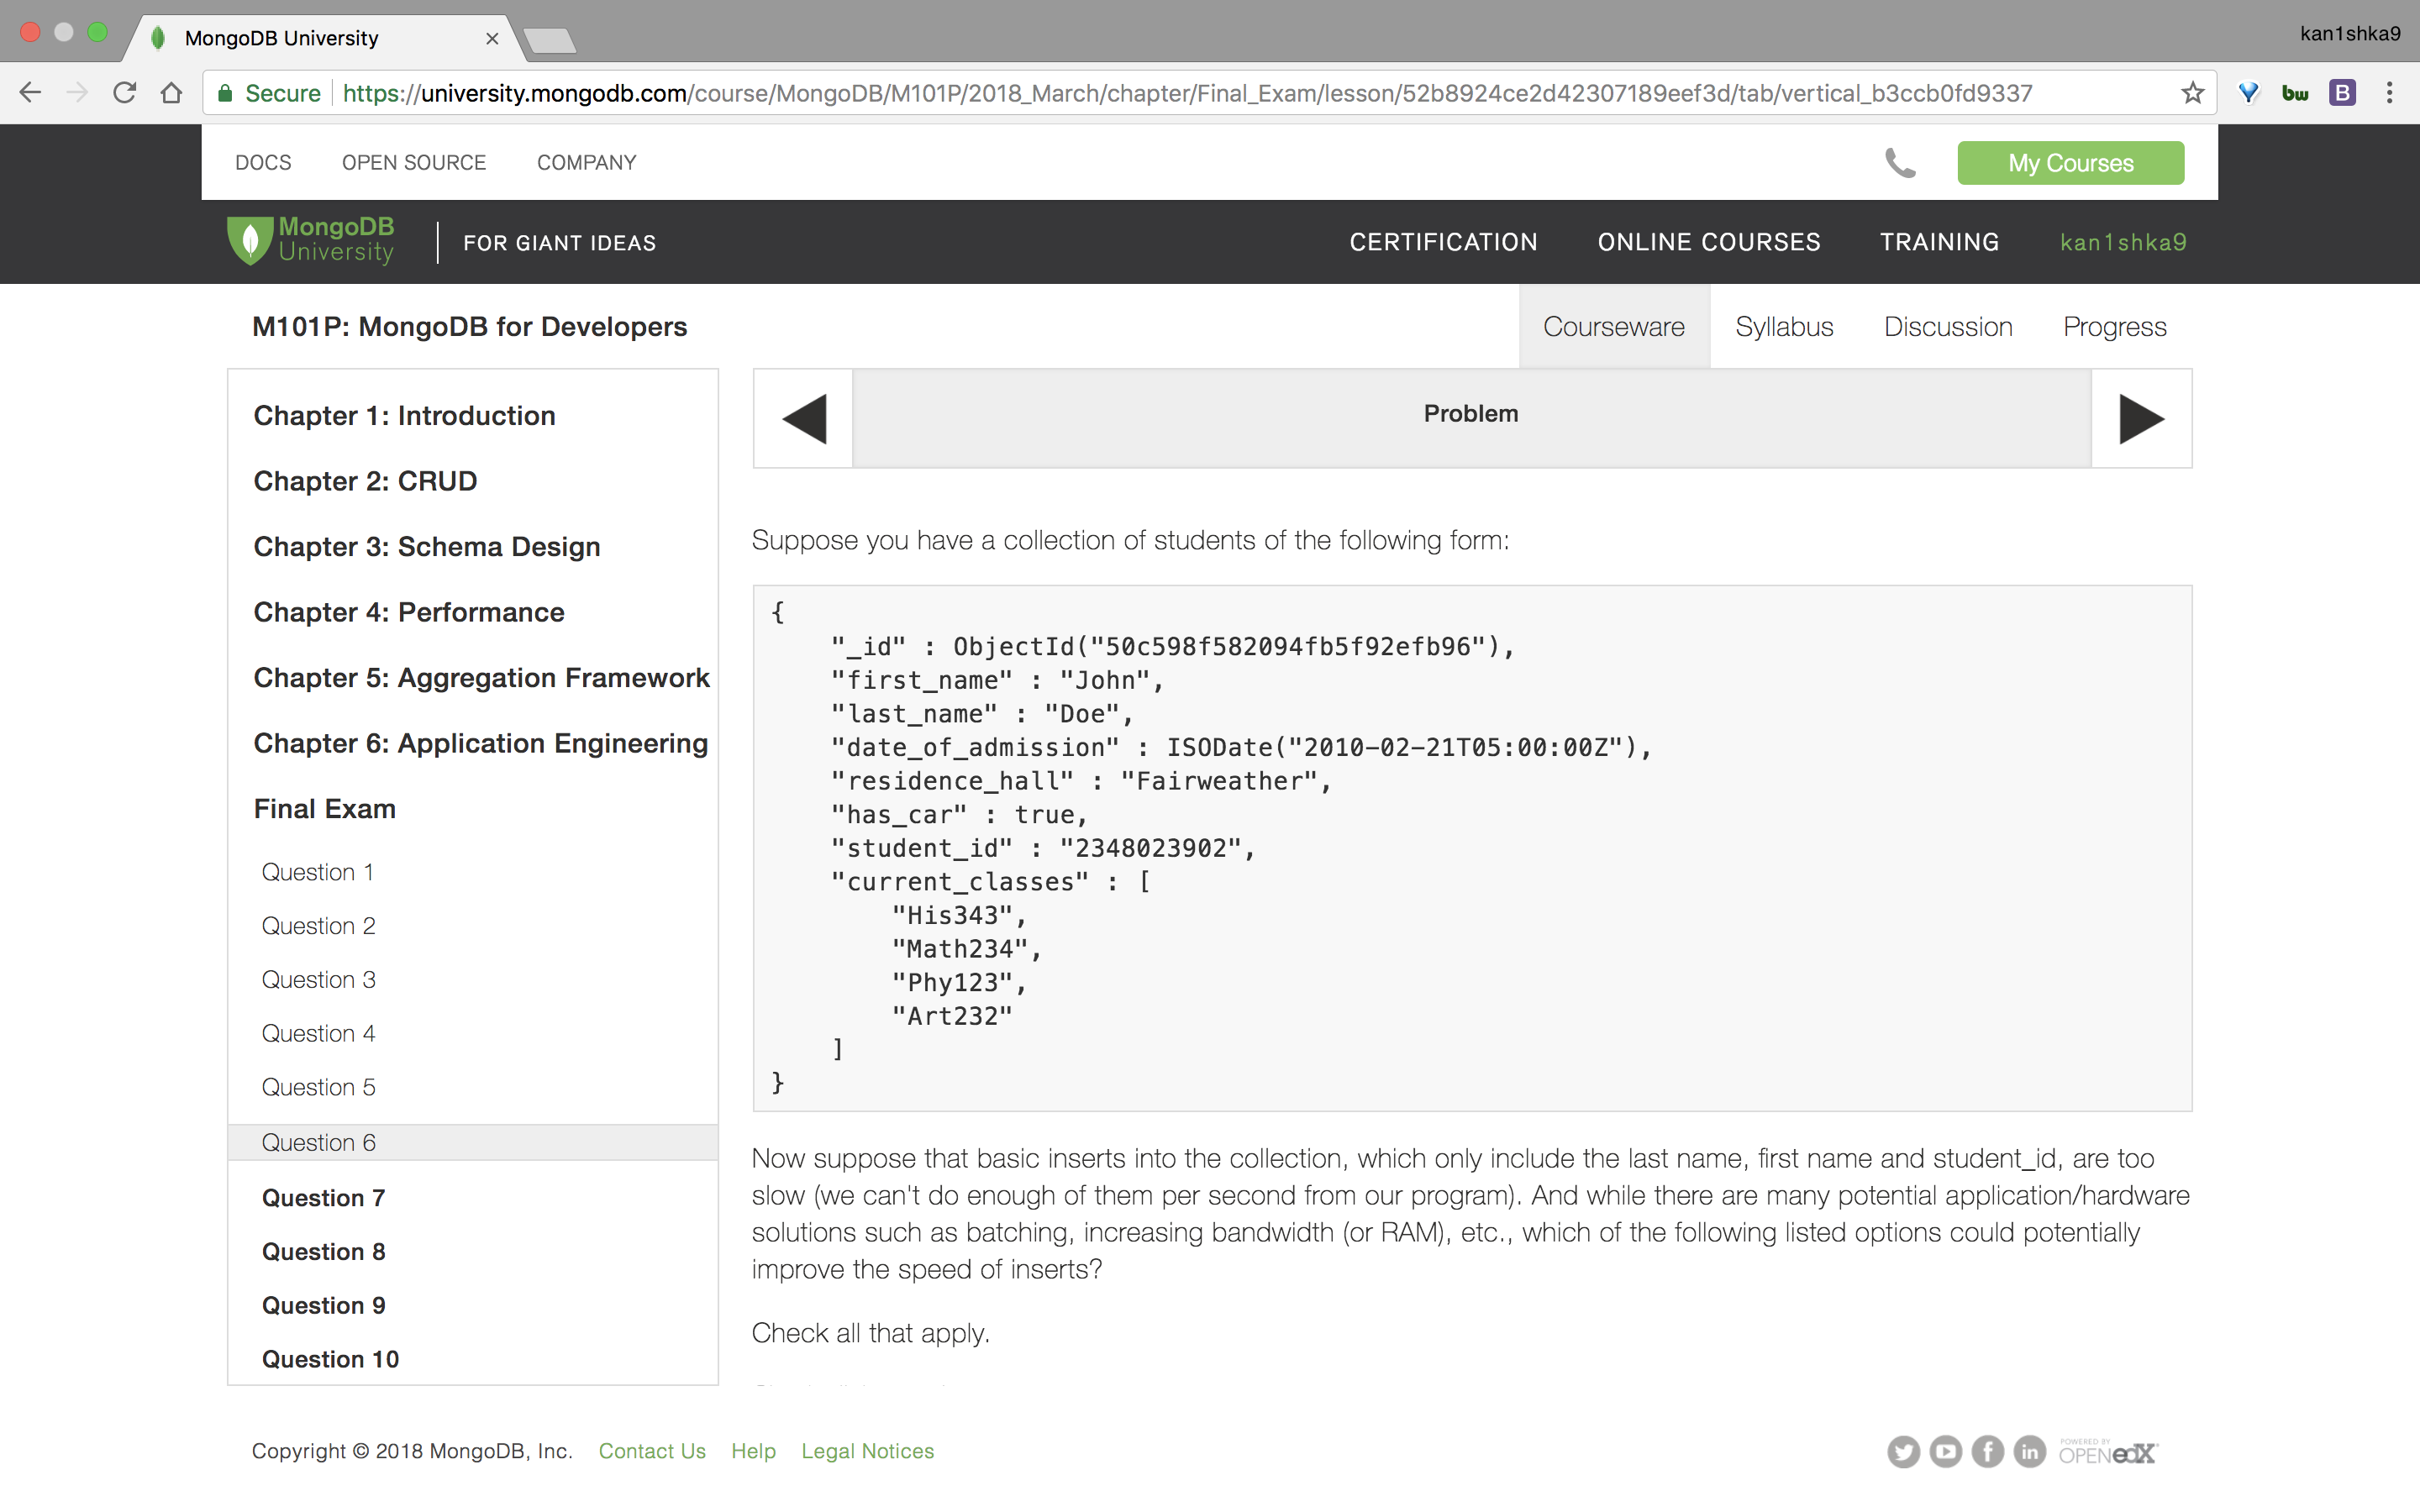 MongoDB University
kan1shka9
Secure https://university.mongodb.com/course/MongoDB/M101P/2018_March/chapter/Final_Exam/lesson/52b8924ce2d42307189eef3d/tab/vertical_b3ccb0fd9337
bw
B
DOCS OPEN SOURCE COMPANY
My Courses
MongoDB
University
FOR GIANT IDEAS
CERTIFICATION ONLINE COURSES TRAINING kan1shka9
M101P: MongoDB for Developers
Courseware Syllabus Discussion Progress
Chapter 1: Introduction
Chapter 2: CRUD
Chapter 3: Schema Design
Chapter 4: Performance
Chapter 5: Aggregation Framework
Chapter 6: Application Engineering
Final Exam
Question 1
Question 2
Question 3
Question 4
Question 5
Question 6
Question 7
Question 8
Question 9
Question 10
Problem
Suppose you have a collection of students of the following form:
{
"_id" : ObjectId("50c598f582094fb5f92efb96"),
"first_name" : "John",
"last_name" : "Doe",
"date_of_admission" : ISODate("2010-02-21T05:00:00Z"),
"residence_hall" : "Fairweather",
"has_car" : true,
"student_id" : "2348023902",
"current_classes" : [
"His343",
"Math234",
"Phy123",
"Art232"
]
}
Now suppose that basic inserts into the collection, which only include the last name, first name and student_id, are too
slow (we can't do enough of them per second from our program). And while there are many potential application/hardware
solutions such as batching, increasing bandwidth (or RAM), etc., which of the following listed options could potentially
improve the speed of inserts?
Check all that apply.
Copyright © 2018 MongoDB, Inc. Contact Us Help Legal Notices
POWERED BY
OPEN edX